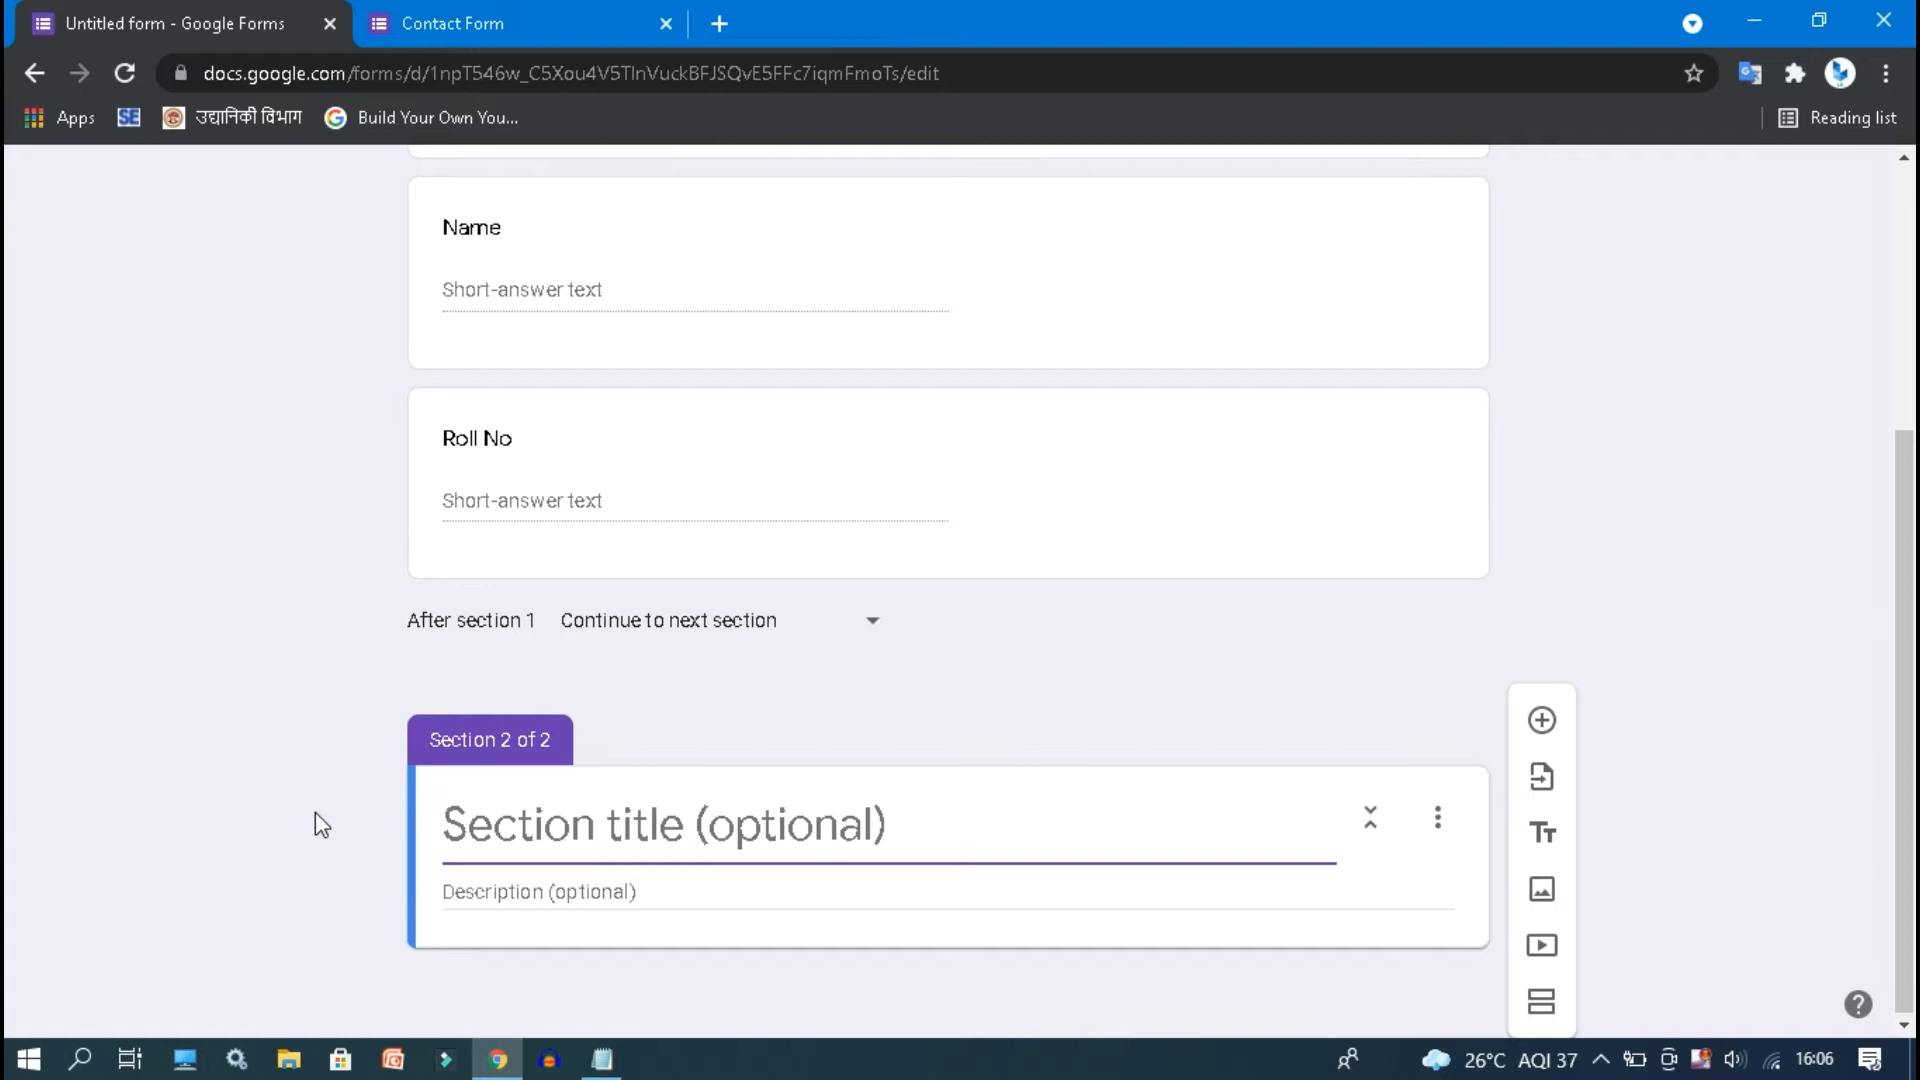 Untitled form - Google Forms
Contact Form
docs.google.com/forms/d/1npT546w_C5Xou4V5TInVuckBFJSQvE5FFc7iqmFmoTs/edit
Apps
SE
उद्यानिकी विभाग
Build Your Own You...
Reading list
Name
Short-answer text
Roll No
Short-answer text
After section 1 Continue to next section
Section 2 of 2
Section title (optional)
Description (optional)
26°C AQI 37
16:06